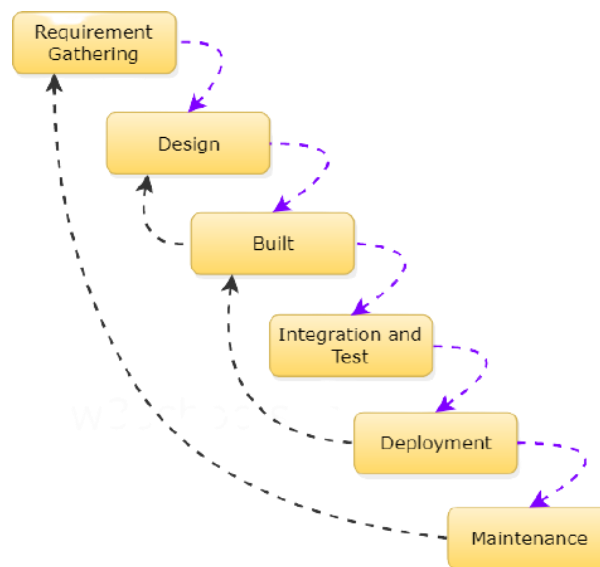 Requirement
Gathering
Design
Built
Integration and
Test
Deployment
Maintenance